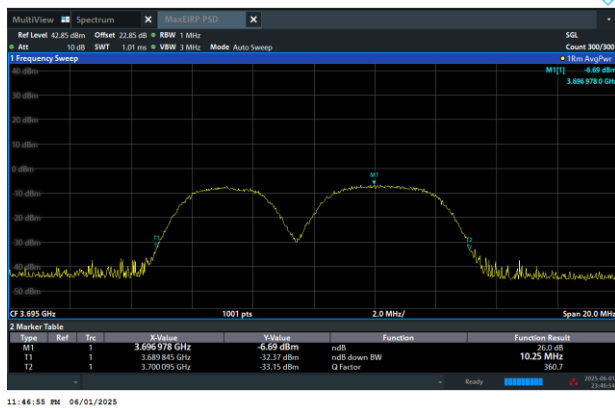 MultiView Spectrum X MaxEIRP PSD X
Ref Level 42.85 dBm Offset 22.85 dB RBW 1 MHz SGL
Att 10 dB SWT 1.01 ms VBW 3 MHz Mode Auto Sweep Count 300/300
1 Frequency Sweep 1Rm AvgPwr
40 dBm M1[1] -6.69 dBm
3.696 978 0 GHz
30 dBm
20 dBm
10 dBm
0 dBm
M1
-10 dBm
-20 dBm
T1 T2
-30 dBm
-40 dBm
-50 dBm
CF 3.695 GHz 1001 pts 2.0 MHz/ Span 20.0 MHz
2 Marker Table
Type Ref Trc X-Value Y-Value Function Function Result
M1 1 3.696 978 GHz -6.69 dBm ndB 26.0 dB
T1 1 3.689 845 GHz -32.37 dBm ndB down BW 10.25 MHz
T2 1 3.700 095 GHz -33.15 dBm Q Factor 360.7
Ready 2025-06-01
23:46:54
11:46:55 PM 06/01/2025